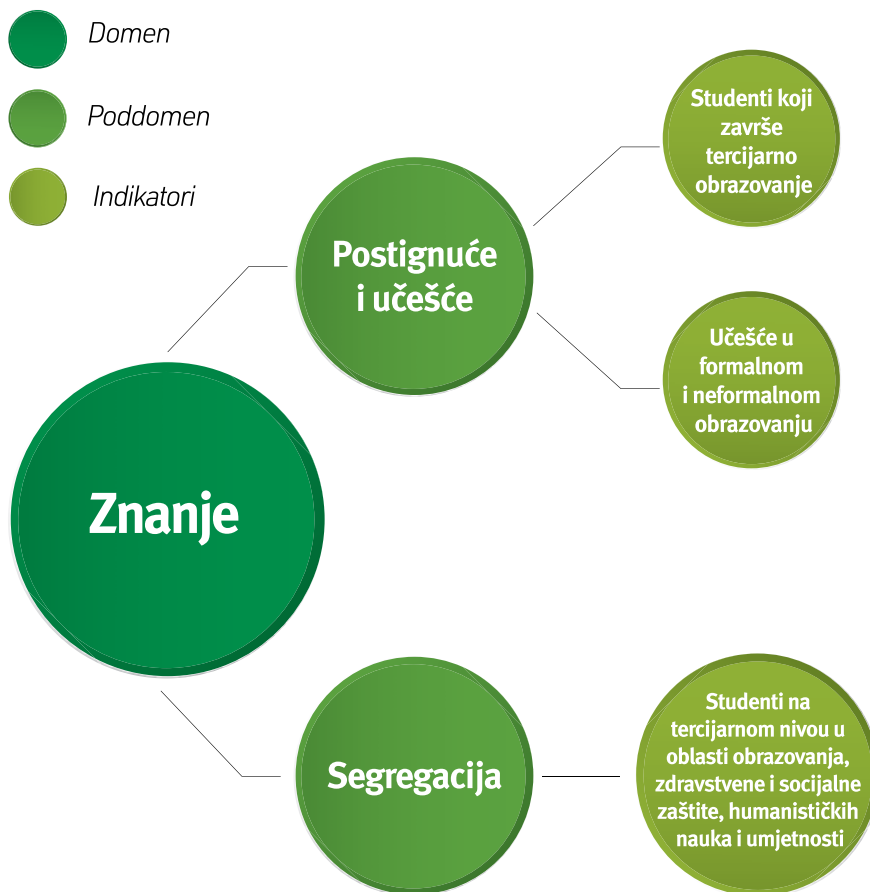 Domen
Poddomen
Indikatori
Studenti koji
završe
tercijarno
obrazovanje
Postignuće
i učešće
Učešće u
formalnom
i neformalnom
obrazovanju
Znanje
Segregacija
Studenti na
tercijarnom nivou u
oblasti obrazovanja,
zdravstvene i socijalne
zaštite, humanističkih
nauka i umjetnosti